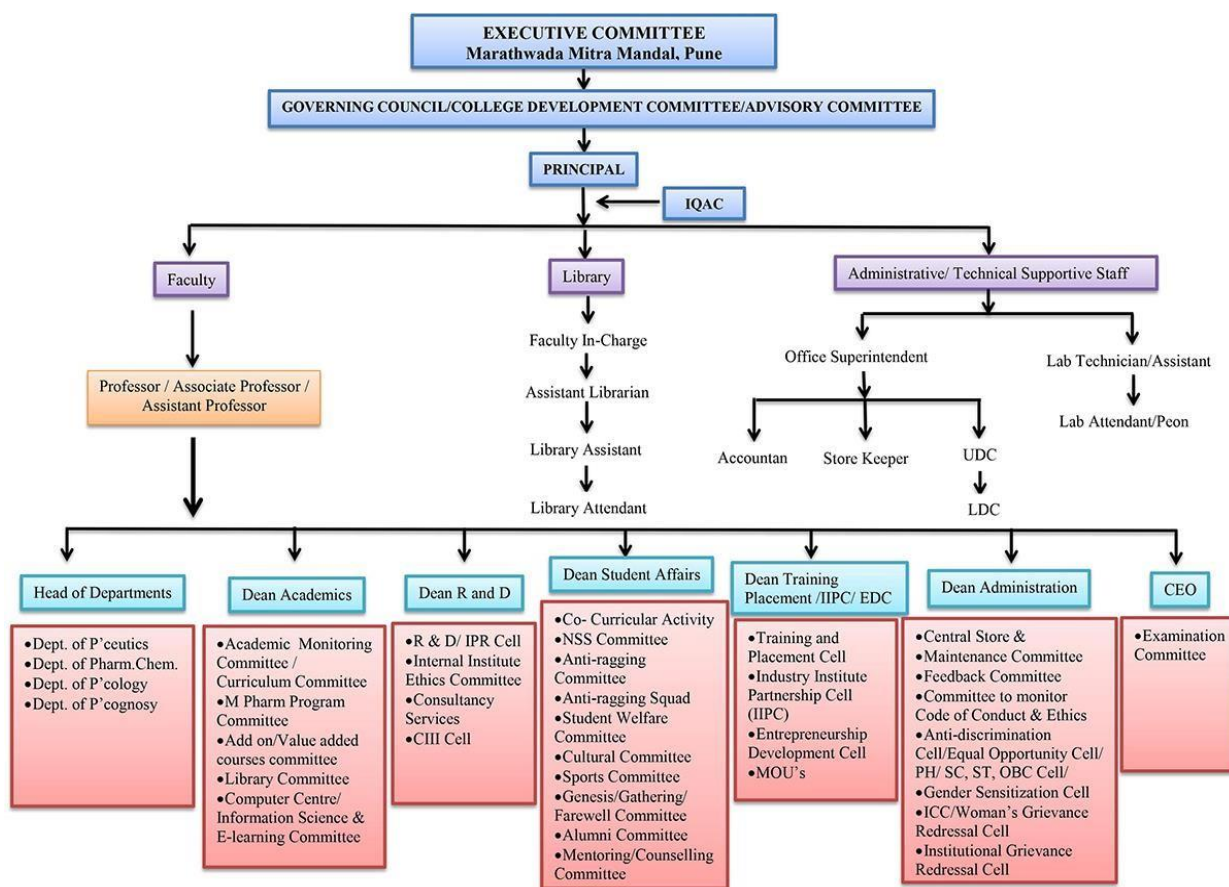 EXECUTIVE COMMITTEE
Marathwada Mitra Mandal, Pune
GOVERNING COUNCIL/COLLEGE DEVELOPMENT COMMITTEE/ADVISORY COMMITTEE
PRINCIPAL
IQAC
Faculty
Library
Administrative/ Technical Supportive Staff
Professor / Associate Professor /
Assistant Professor
Faculty In-Charge
Assistant Librarian
Library Assistant
Library Attendant
Office Superintendent
Lab Technician/Assistant
Lab Attendant/Peon
Accountan
Store Keeper
UDC
LDC
Head of Departments
•Dept. of P'ceutics
•Dept. of Pharm.Chem.
•Dept. of P'cology
•Dept. of P'cognosy
Dean Academics
•Academic Monitoring
Committee /
Curriculum Committee
•M Pharm Program
Committee
•Add on/Value added
courses committee
•Library Committee
•Computer Centre/
Information Science &
E-learning Committee
Dean R and D
•R & D/ IPR Cell
•Internal Institute
Ethics Committee
•Consultancy
Services
•CIII Cell
Dean Student Affairs
•Co- Curricular Activity
•NSS Committee
•Anti-ragging
Committee
•Anti-ragging Squad
•Student Welfare
Committee
•Cultural Committee
•Sports Committee
•Genesis/Gathering/
Farewell Committee
•Alumni Committee
•Mentoring/Counselling
Committee
Dean Training
Placement /IIPC/ EDC
•Training and
Placement Cell
•Industry Institute
Partnership Cell
(IIPC)
•Entrepreneurship
Development Cell
•MOU's
Dean Administration
•Central Store &
•Maintenance Committee
•Feedback Committee
•Committee to monitor
Code of Conduct & Ethics
•Anti-discrimination
Cell/Equal Opportunity Cell/
PH/ SC, ST, OBC Cell/
•Gender Sensitization Cell
•ICC/Woman's Grievance
Redressal Cell
•Institutional Grievance
Redressal Cell
CEO
•Examination
Committee